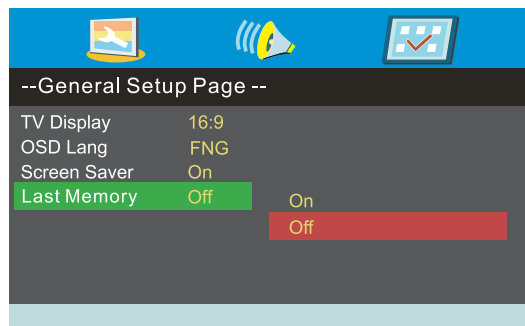 --General Setup Page --
TV Display 16:9
OSD Lang FNG
Screen Saver On
Last Memory Off
On
Off